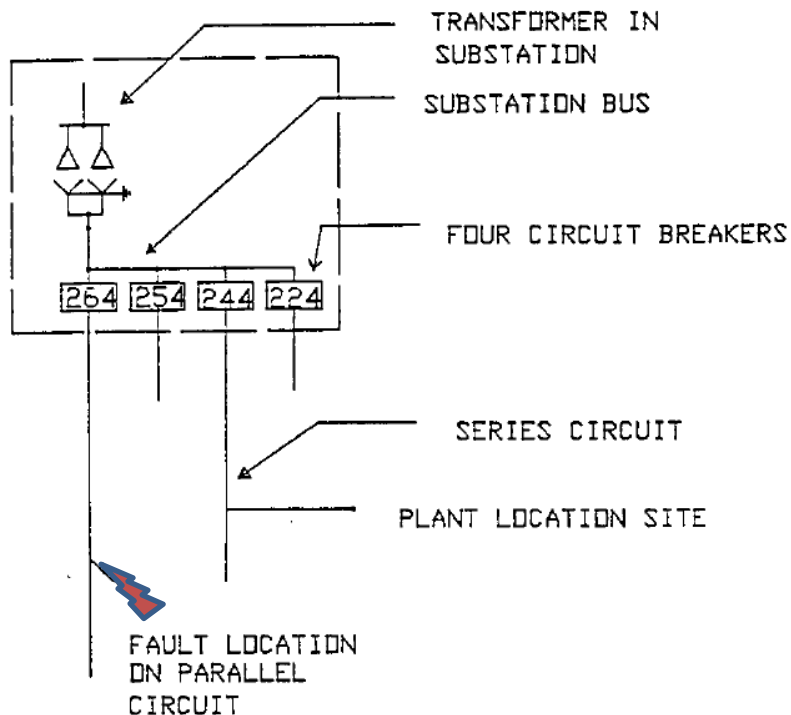 TRANSFORMER IN
SUBSTATION
SUBSTATION BUS
FOUR CIRCUIT BREAKERS
264 254 244 224
SERIES CIRCUIT
PLANT LOCATION SITE
FAULT LOCATION
ON PARALLEL
CIRCUIT